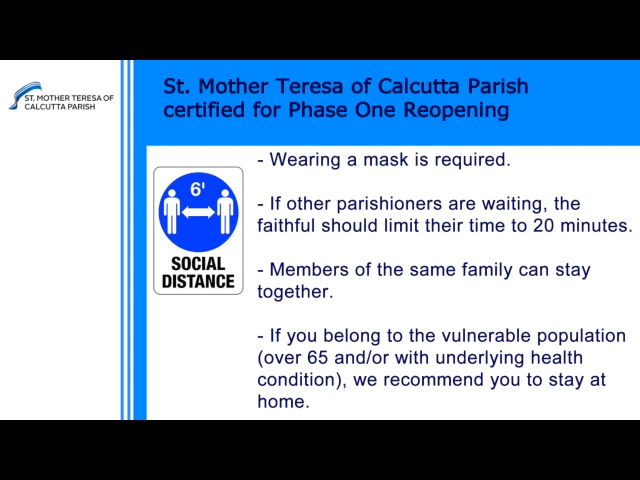 ST. MOTHER TERESA OF
CALCUTTA PARISH
St. Mother Teresa of Calcutta Parish
certified for Phase One Reopening
6'
SOCIAL
DISTANCE
- Wearing a mask is required.
- If other parishioners are waiting, the
faithful should limit their time to 20 minutes.
- Members of the same family can stay
together.
- If you belong to the vulnerable population
(over 65 and/or with underlying health
condition), we recommend you to stay at
home.